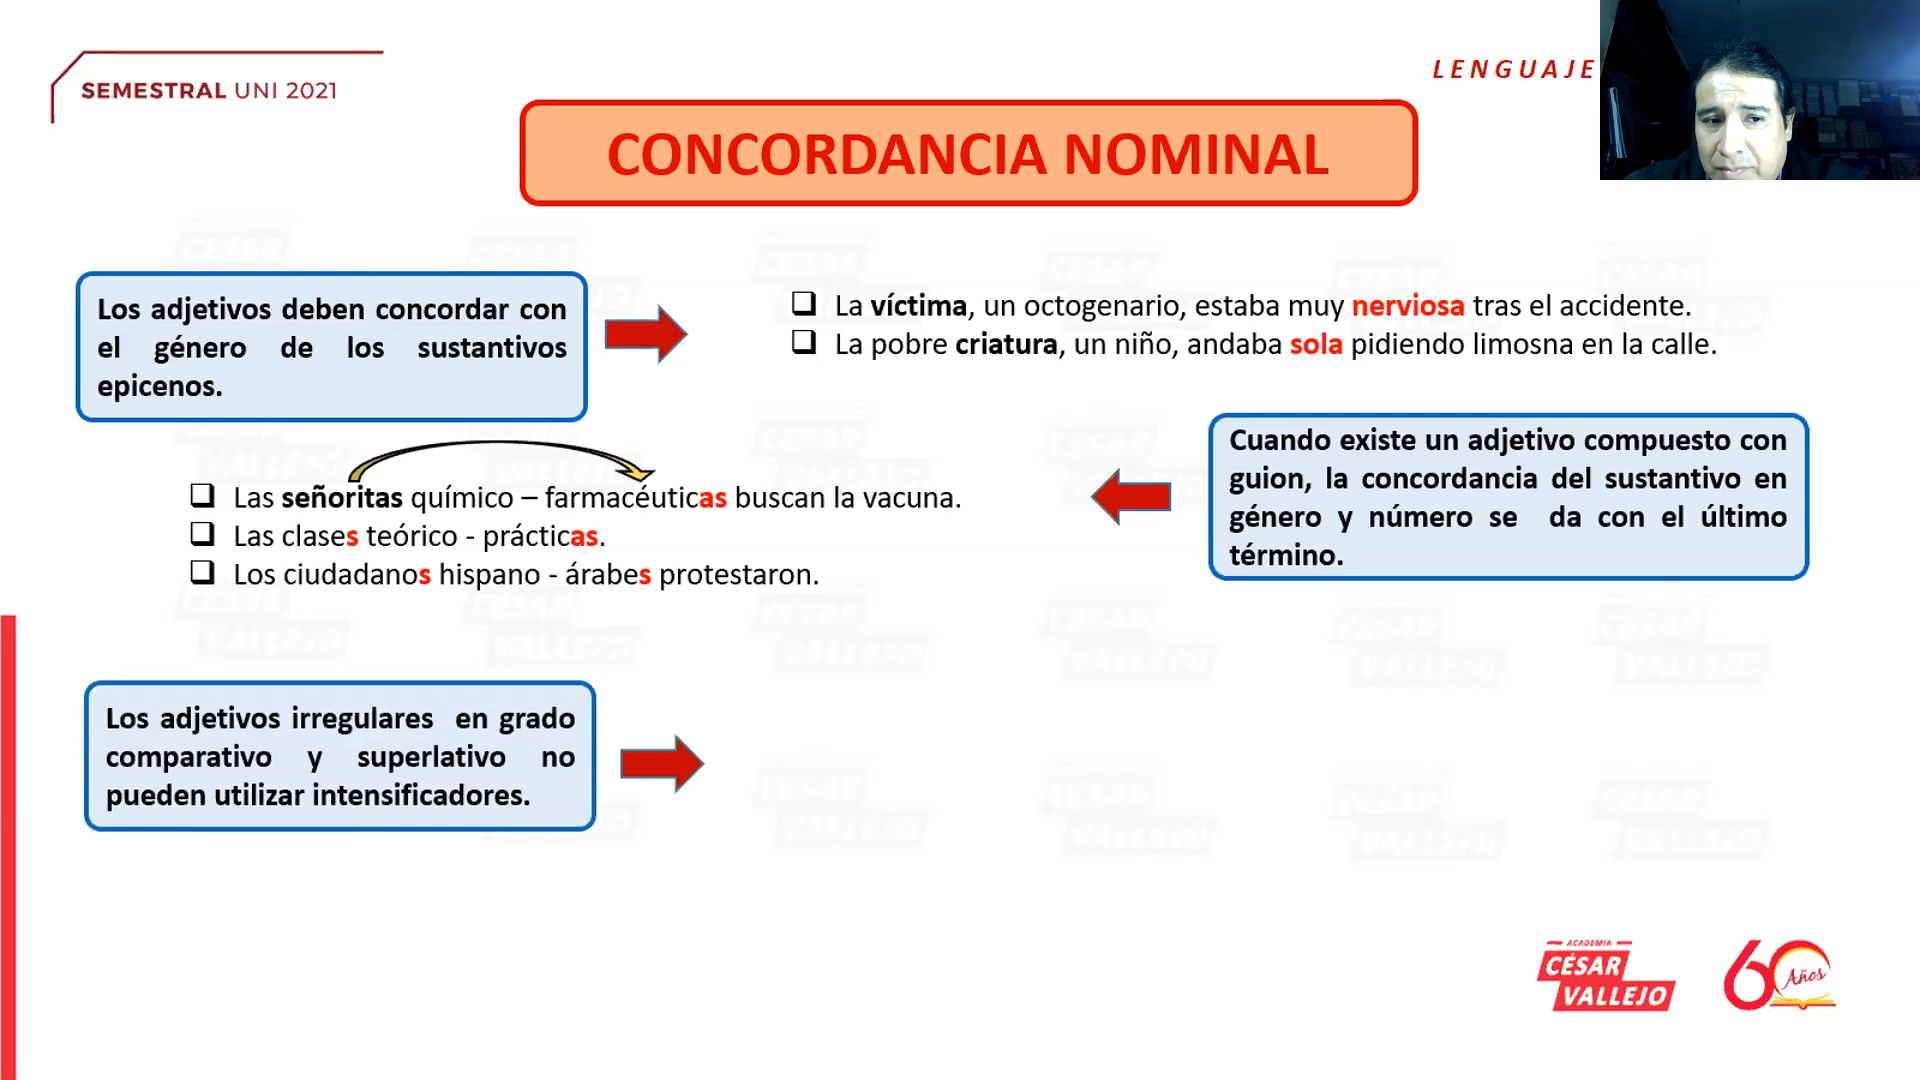 SEMESTRAL UNI 2021
LENGUAJE
CONCORDANCIA NOMINAL
Los adjetivos deben concordar con
el género de los sustantivos
epicenos.
La víctima, un octogenario, estaba muy nerviosa tras el accidente.
La pobre criatura, un niño, andaba sola pidiendo limosna en la calle.
Cuando existe un adjetivo compuesto con
guion, la concordancia del sustantivo en
género y número se da con el último
término.
Las señoritas químico – farmacéuticas buscan la vacuna.
Las clases teórico - prácticas.
Los ciudadanos hispano - árabes protestaron.
Los adjetivos irregulares en grado
comparativo y superlativo no
pueden utilizar intensificadores.
ACADEMIA
CÉSAR
VALLEJO
60 Años